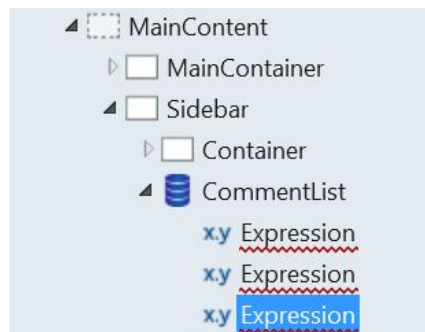 MainContent
MainContainer
Sidebar
Container
CommentList
x.y Expression
x.y Expression
x.y Expression